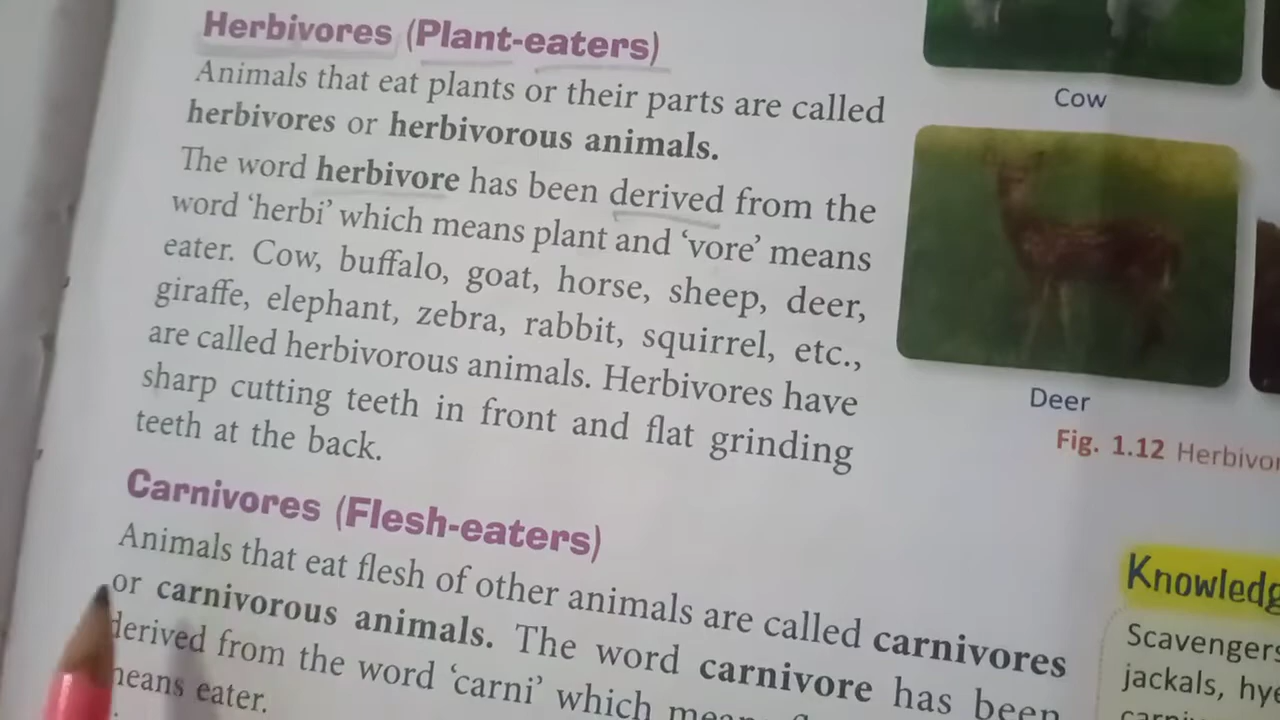 Herbivores (Plant-eaters)
Animals that eat plants or their parts are called
herbivores or herbivorous animals.
The word herbivore has been derived from the
word ‘herbi’ which means plant and ‘vore’ means
eater. Cow, buffalo, goat, horse, sheep, deer,
giraffe, elephant, zebra, rabbit, squirrel, etc.,
are called herbivorous animals. Herbivores have
sharp cutting teeth in front and flat grinding
teeth at the back.
Carnivores (Flesh-eaters)
Animals that eat flesh of other animals are called carnivores
or carnivorous animals. The word carnivore has been
derived from the word ‘carni’ which
means eater.
Cow
Deer
Fig. 1.12 Herbivor
Knowledg
Scavengers
jackals, hye